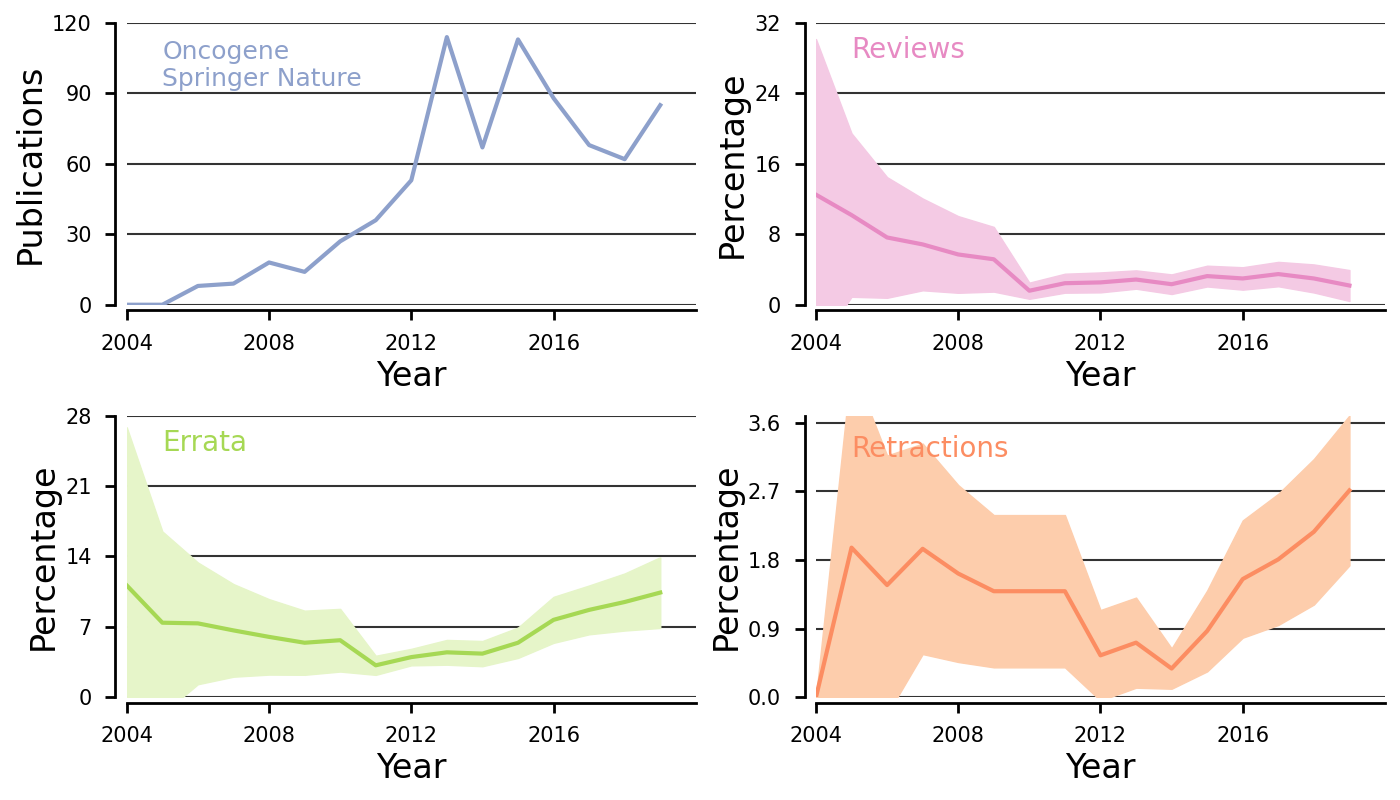 120
90
60
30
0
Publications
Oncogene
Springer Nature
2004 2008 2012 2016
Year
32
24
16
8
0
Percentage
Reviews
2004 2008 2012 2016
Year
28
21
14
7
0
Percentage
Errata
2004 2008 2012 2016
Year
3.6
2.7
1.8
0.9
0.0
Percentage
Retractions
2004 2008 2012 2016
Year